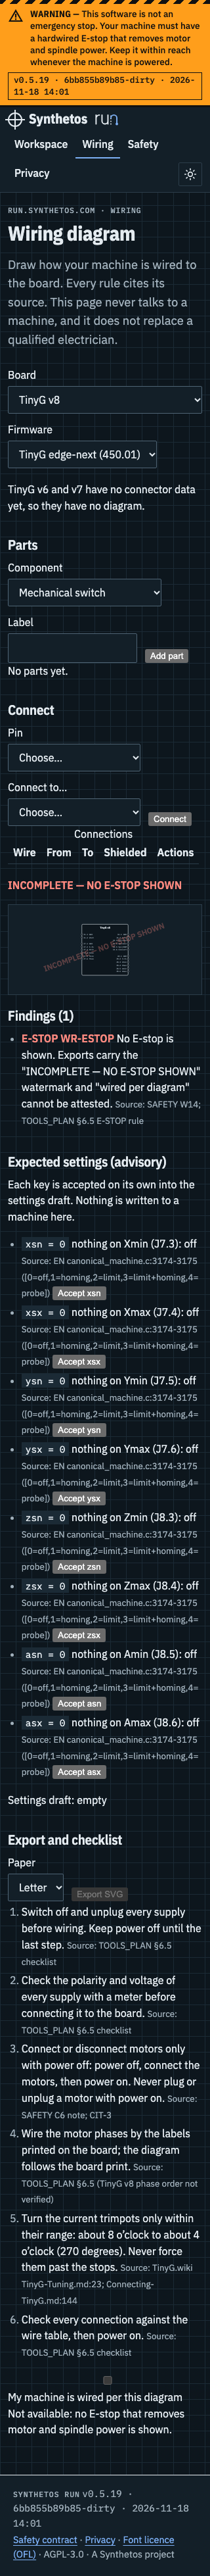 WARNING — This software is not an
emergency stop. Your machine must have
a hardwired E-stop that removes motor
and spindle power. Keep it within reach
whenever the machine is powered.
v0.5.19 · 6bb855b89b85-dirty · 2026-
11-18 14:01
Synthetos run
Workspace Wiring Safety
Privacy
RUN.SYNTHETOS.COM · WIRING
Wiring diagram
Draw how your machine is wired to
the board. Every rule cites its
source. This page never talks to a
machine, and it does not replace a
qualified electrician.
Board
TinyG v8
Firmware
TinyG edge-next (450.01)
TinyG v6 and v7 have no connector data
yet, so they have no diagram.
Parts
Component
Mechanical switch
Label
Add part
No parts yet.
Connect
Pin
Choose...
Connect to...
Choose...
Connect
Connections
Wire From To Shielded Actions
INCOMPLETE — NO E-STOP SHOWN
INCOMPLETE — NO E-STOP SHOWN
Findings (1)
• E-STOP WR-ESTOP No E-stop is
shown. Exports carry the
"INCOMPLETE — NO E-STOP SHOWN"
watermark and "wired per diagram"
cannot be attested. Source: SAFETY W14;
TOOLS_PLAN §6.5 E-STOP rule
Expected settings (advisory)
Each key is accepted on its own into the
settings draft. Nothing is written to a
machine here.
• xsn = 0 nothing on Xmin (J7.3): off
Source: EN canonical_machine.c:3174-3175
([0=off,1=homing,2=limit,3=limit+homing,4=
probe]) Accept xsn
• xsx = 0 nothing on Xmax (J7.4): off
Source: EN canonical_machine.c:3174-3175
([0=off,1=homing,2=limit,3=limit+homing,4=
probe]) Accept xsx
• ysn = 0 nothing on Ymin (J7.5): off
Source: EN canonical_machine.c:3174-3175
([0=off,1=homing,2=limit,3=limit+homing,4=
probe]) Accept ysn
• ysx = 0 nothing on Ymax (J7.6): off
Source: EN canonical_machine.c:3174-3175
([0=off,1=homing,2=limit,3=limit+homing,4=
probe]) Accept ysx
• zsn = 0 nothing on Zmin (J8.3): off
Source: EN canonical_machine.c:3174-3175
([0=off,1=homing,2=limit,3=limit+homing,4=
probe]) Accept zsn
• zsx = 0 nothing on Zmax (J8.4): off
Source: EN canonical_machine.c:3174-3175
([0=off,1=homing,2=limit,3=limit+homing,4=
probe]) Accept zsx
• asn = 0 nothing on Amin (J8.5): off
Source: EN canonical_machine.c:3174-3175
([0=off,1=homing,2=limit,3=limit+homing,4=
probe]) Accept asn
• asx = 0 nothing on Amax (J8.6): off
Source: EN canonical_machine.c:3174-3175
([0=off,1=homing,2=limit,3=limit+homing,4=
probe]) Accept asx
Settings draft: empty
Export and checklist
Paper
Letter Export SVG
1. Switch off and unplug every supply
before wiring. Keep power off until the
last step. Source: TOOLS_PLAN §6.5
checklist
2. Check the polarity and voltage of
every supply with a meter before
connecting it to the board. Source:
TOOLS_PLAN §6.5 checklist
3. Connect or disconnect motors only
with power off: power off, connect the
motors, then power on. Never plug or
unplug a motor with power on. Source:
SAFETY C6 note; CIT-3
4. Wire the motor phases by the labels
printed on the board; the diagram
follows the board print. Source:
TOOLS_PLAN §6.5 (TinyG v8 phase order not
verified)
5. Turn the current trimpots only within
their range: about 8 o'clock to about 4
o'clock (270 degrees). Never force
them past the stops. Source: TinyG.wiki
TinyG-Tuning.md:23; Connecting-
TinyG.md:144
6. Check every connection against the
wire table, then power on. Source:
TOOLS_PLAN §6.5 checklist
My machine is wired per this diagram
Not available: no E-stop that removes
motor and spindle power is shown.
SYNTHETOS RUN v0.5.19 ·
6bb855b89b85-dirty · 2026-11-18
14:01
Safety contract · Privacy · Font licence
(OFL) · AGPL-3.0 · A Synthetos project